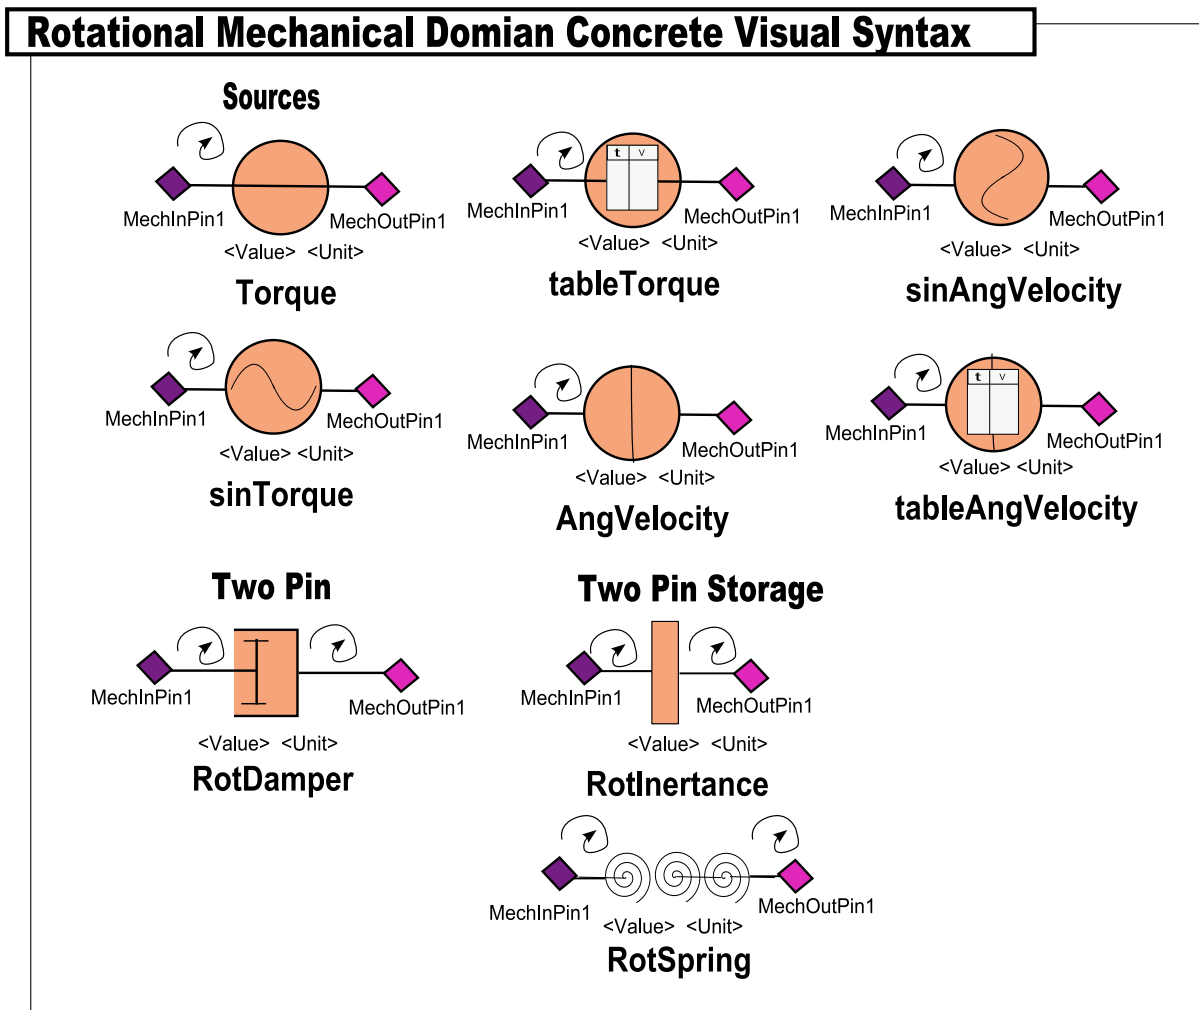 Rotational Mechanical Domian Concrete Visual Syntax
Sources
MechInPin1
MechOutPin1
<Value> <Unit>
Torque
t v
MechInPin1
MechOutPin1
<Value> <Unit>
tableTorque
MechInPin1
MechOutPin1
<Value> <Unit>
sinAngVelocity
MechInPin1
MechOutPin1
<Value> <Unit>
sinTorque
MechInPin1
MechOutPin1
<Value> <Unit>
AngVelocity
t v
MechInPin1
MechOutPin1
<Value> <Unit>
tableAngVelocity
Two Pin
MechInPin1
MechOutPin1
<Value> <Unit>
RotDamper
Two Pin Storage
MechInPin1
MechOutPin1
<Value> <Unit>
RotInertance
MechInPin1
MechOutPin1
<Value> <Unit>
RotSpring